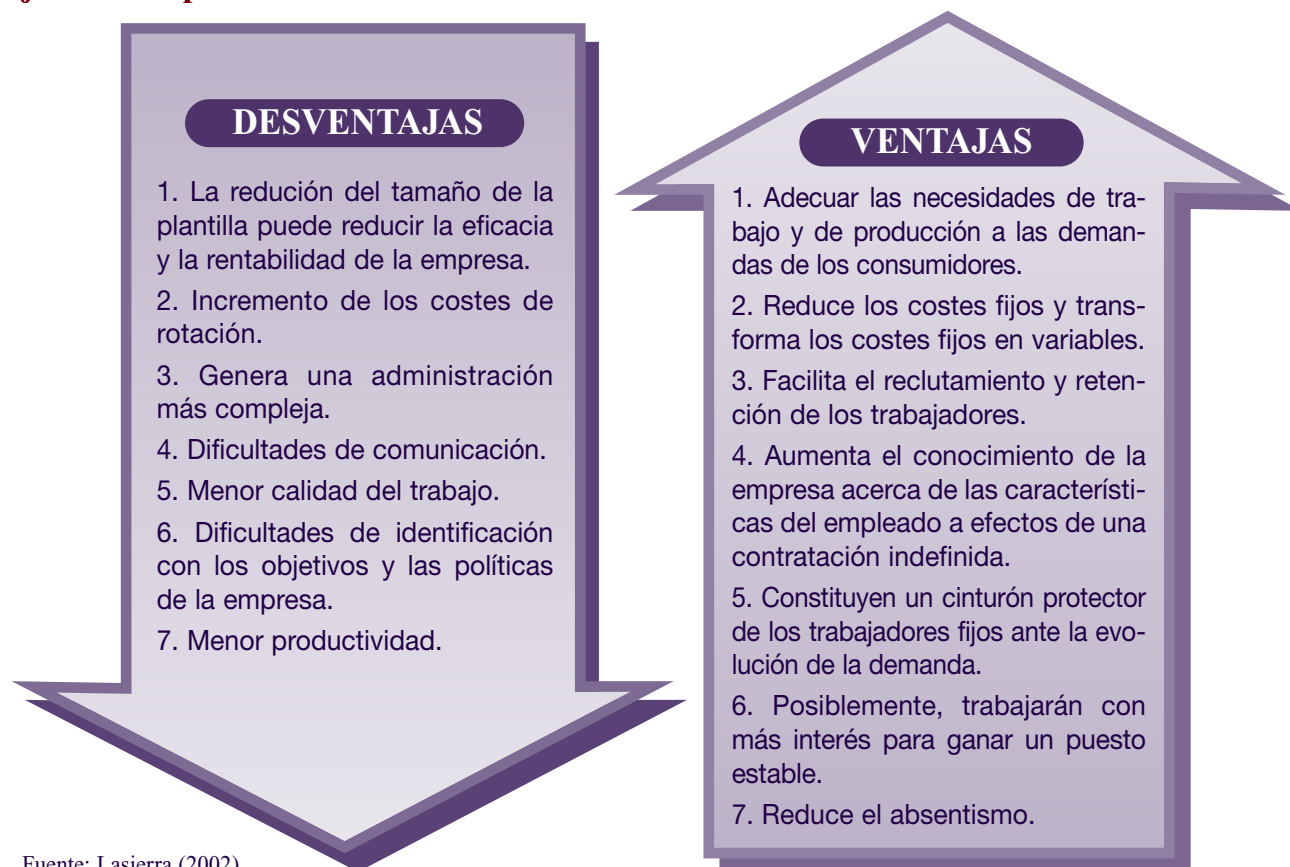 DESVENTAJAS
1. La redución del tamaño de la
plantilla puede reducir la eficacia
y la rentabilidad de la empresa.
2. Incremento de los costes de
rotación.
3. Genera una administración
más compleja.
4. Dificultades de comunicación.
5. Menor calidad del trabajo.
6. Dificultades de identificación
con los objetivos y las políticas
de la empresa.
7. Menor productividad.
VENTAJAS
1. Adecuar las necesidades de tra-
bajo y de producción a las deman-
das de los consumidores.
2. Reduce los costes fijos y trans-
forma los costes fijos en variables.
3. Facilita el reclutamiento y reten-
ción de los trabajadores.
4. Aumenta el conocimiento de la
empresa acerca de las característi-
cas del empleado a efectos de una
contratación indefinida.
5. Constituyen un cinturón protector
de los trabajadores fijos ante la evo-
lución de la demanda.
6. Posiblemente, trabajarán con
más interés para ganar un puesto
estable.
7. Reduce el absentismo.
Fuente: Lasierra (2002)